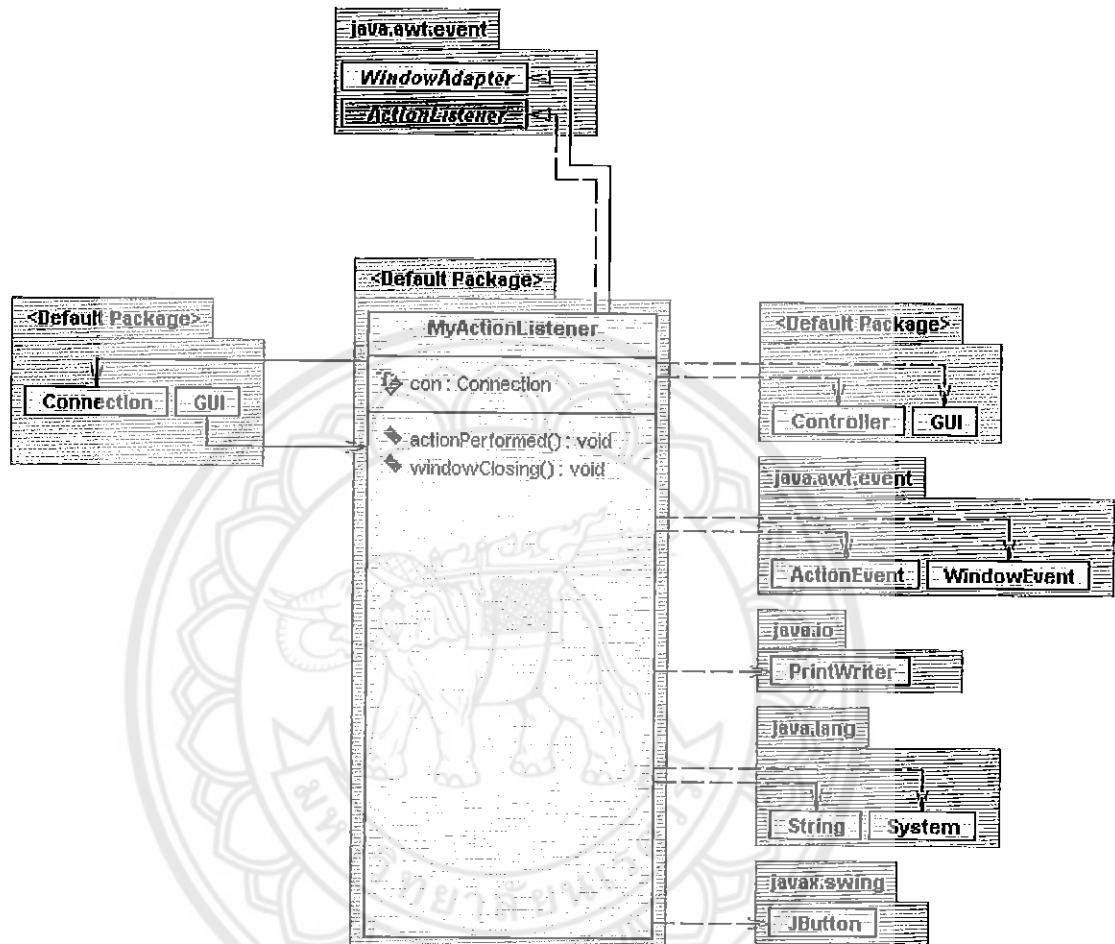 java.awt.event
WindowAdapter
ActionListener
<Default Package>
Connection
GUI
<Default Package>
MyActionListener
con : Connection
actionPerformed() : void
windowClosing() : void
<Default Package>
Controller
GUI
java.awt.event
ActionEvent
WindowEvent
java.io
PrintWriter
java.lang
String
System
javax.swing
JButton